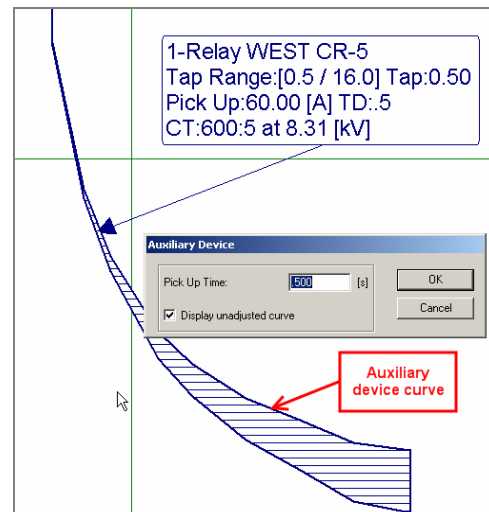 1-Relay WEST CR-5
Tap Range:[0.5 / 16.0] Tap:0.50
Pick Up:60.00 [A] TD:.5
CT:600:5 at 8.31 [kV]
Auxiliary Device
Pick Up Time: .500 [s]
OK
Display unadjusted curve
Cancel
Auxiliary
device curve